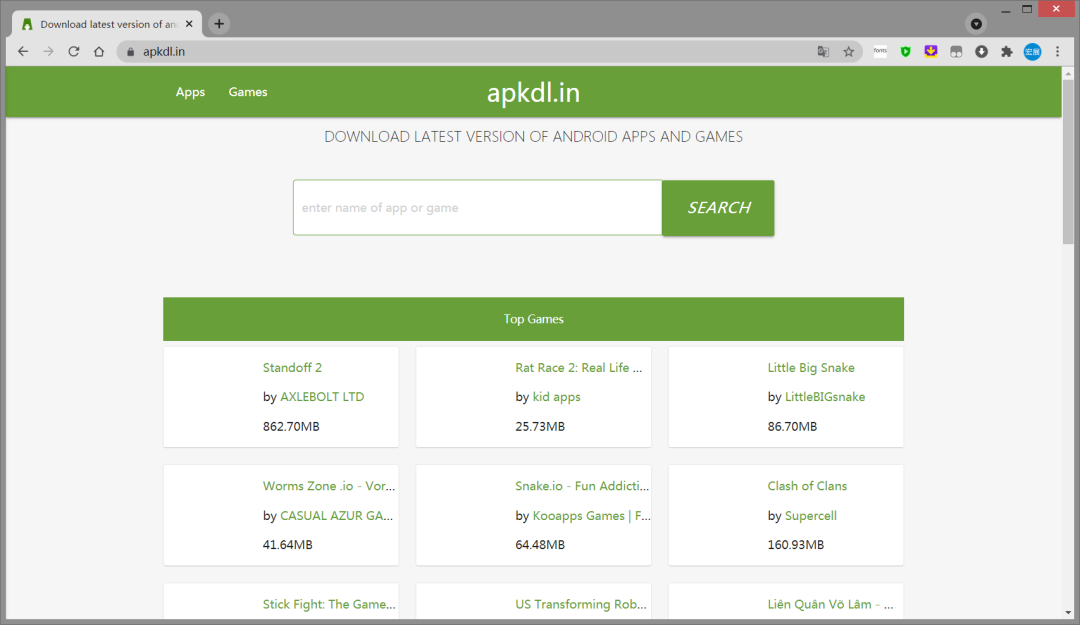 Download latest version of an
apkdl.in
fonts
宏展
Apps Games apkdl.in
DOWNLOAD LATEST VERSION OF ANDROID APPS AND GAMES
enter name of app or game SEARCH
Top Games
Standoff 2
by AXLEBOLT LTD
862.70MB
Rat Race 2: Real Life ...
by kid apps
25.73MB
Little Big Snake
by LittleBIGsnake
86.70MB
Worms Zone .io - Vor...
by CASUAL AZUR GA...
41.64MB
Snake.io - Fun Addicti...
by Kooapps Games | F...
64.48MB
Clash of Clans
by Supercell
160.93MB
Stick Fight: The Game...
US Transforming Rob...
Liên Quân Võ Lâm - ...